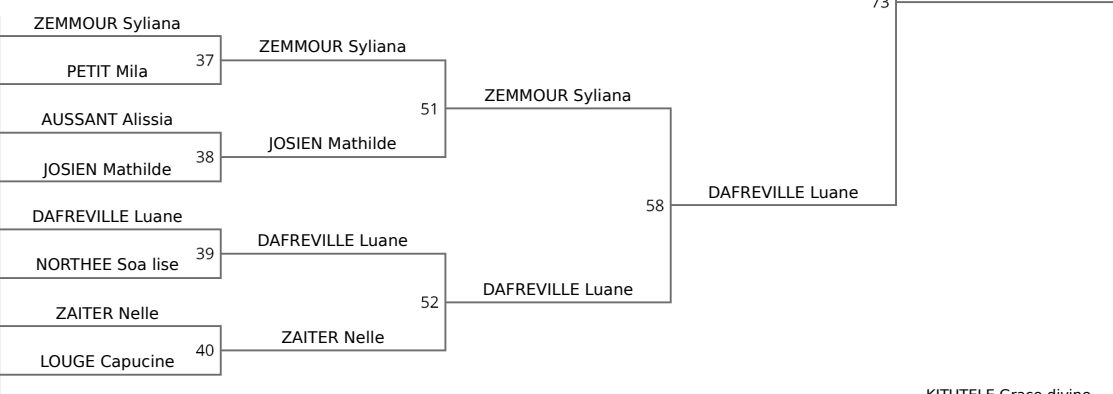 73
ZEMMOUR Syliana
37
PETIT Mila
ZEMMOUR Syliana
51
AUSSANT Alissia
38
JOSIEN Mathilde
JOSIEN Mathilde
ZEMMOUR Syliana
58
DAFREVILLE Luane
DAFREVILLE Luane
39
NORTHEE Soa lise
DAFREVILLE Luane
52
ZAITER Nelle
40
LOUGE Capucine
ZAITER Nelle
DAFREVILLE Luane